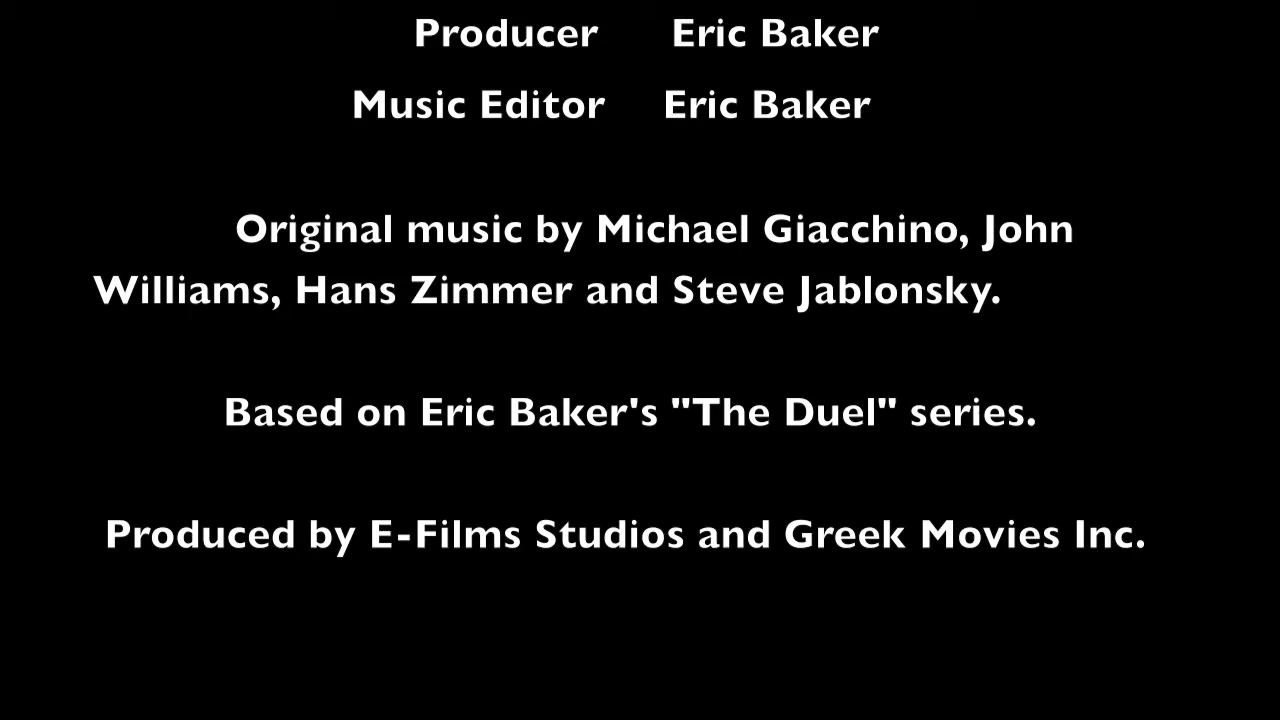 Producer Eric Baker
Music Editor Eric Baker
Original music by Michael Giacchino, John
Williams, Hans Zimmer and Steve Jablonsky.
Based on Eric Baker's "The Duel" series.
Produced by E-Films Studios and Greek Movies Inc.